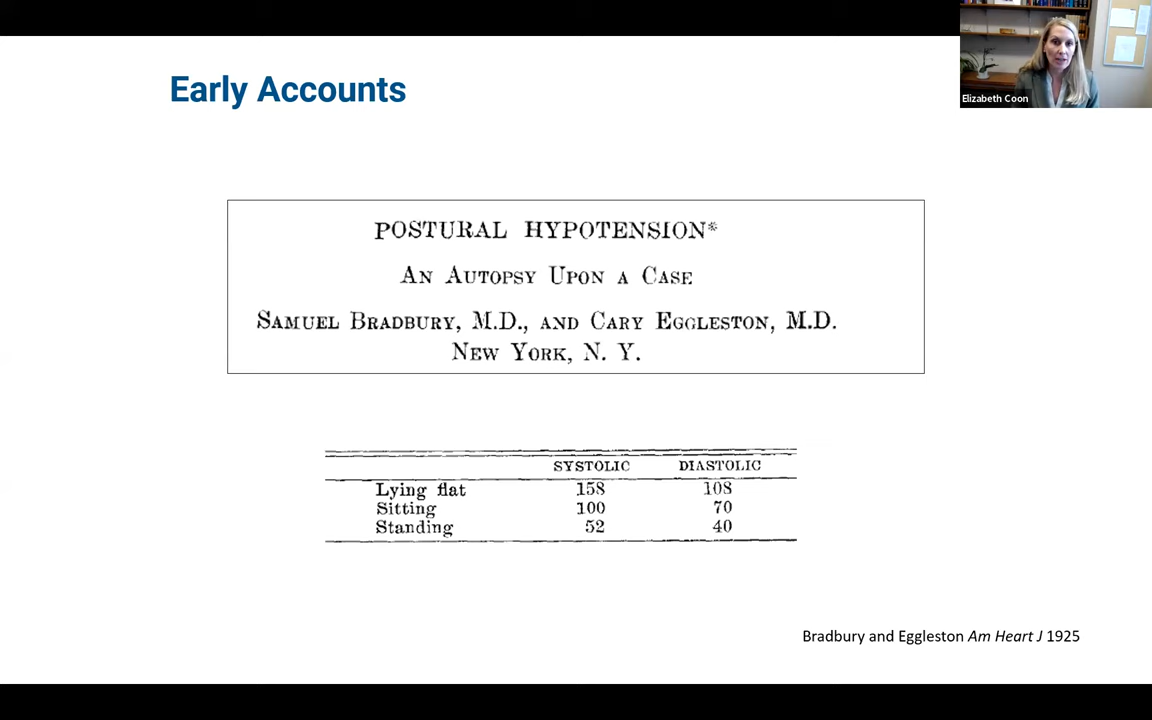 Early Accounts
Elizabeth Coon
POSTURAL HYPOTENSION*
AN AUTOPSY UPON A CASE
SAMUEL BRADBURY, M.D., AND CARY EGGLESTON, M.D.
NEW YORK, N. Y.
SYSTOLIC DIASTOLIC
Lying flat 158 108
Sitting 100 70
Standing 52 40
Bradbury and Eggleston Am Heart J 1925